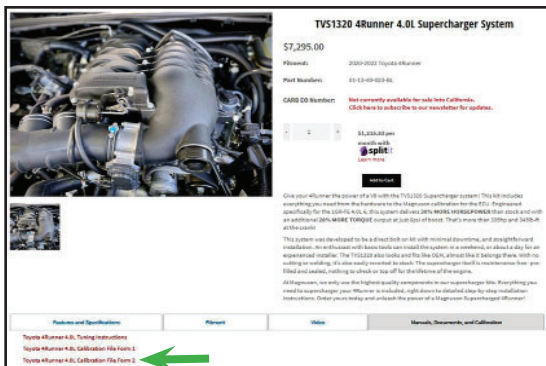 TVS1320 4Runner 4.0L Supercharger System
$7,295.00
Fitment: 2020-2022 Toyota 4Runner
Part Number:
CARB EO Number: Not currently available for sale into California.
Click here to subscribe to our newsletter for updates.
- 1 + $1,215.83 per
month with
splitit
Learn more
Add to Cart
Give your 4Runner the power of a V8 with the TVS1320 Supercharger system! This kit includes
everything you need from the hardware to the Magnuson calibration for the ECU. Engineered
specifically for the 1GR-FE 4.0L 6, this system delivers MORE HORSEPOWER than stock and with
an additional MORE TORQUE output at just 6psi of boost. That's more than
at the crank!
This system was developed to be a direct bolt on kit with minimal downtime, and straightforward
installation. An enthusiast with basic tools can install the system in a weekend, or about a day for an
experienced installer. The TVS1320 also looks and fits like OEM, almost like it belongs there. With no
cutting or welding, it's also easily reverted to stock. The supercharger itself is maintenance free - pre
filled and sealed, nothing to check or top off for the lifetime of the engine.
At Magnuson, we only use the highest quality components in our supercharger kits. Everything you
need to supercharge your 4Runner is included, right down to detailed step-by-step installation
instructions. Order yours today and unleash the power of a Magnuson Supercharged 4Runner!
Features and Specifications Fitment Video Manuals, Documents, and Calibration
Toyota 4Runner 4.0L Tuning Instructions
Toyota 4Runner 4.0L Calibration File Form 1
Toyota 4Runner 4.0L Calibration File Form 2